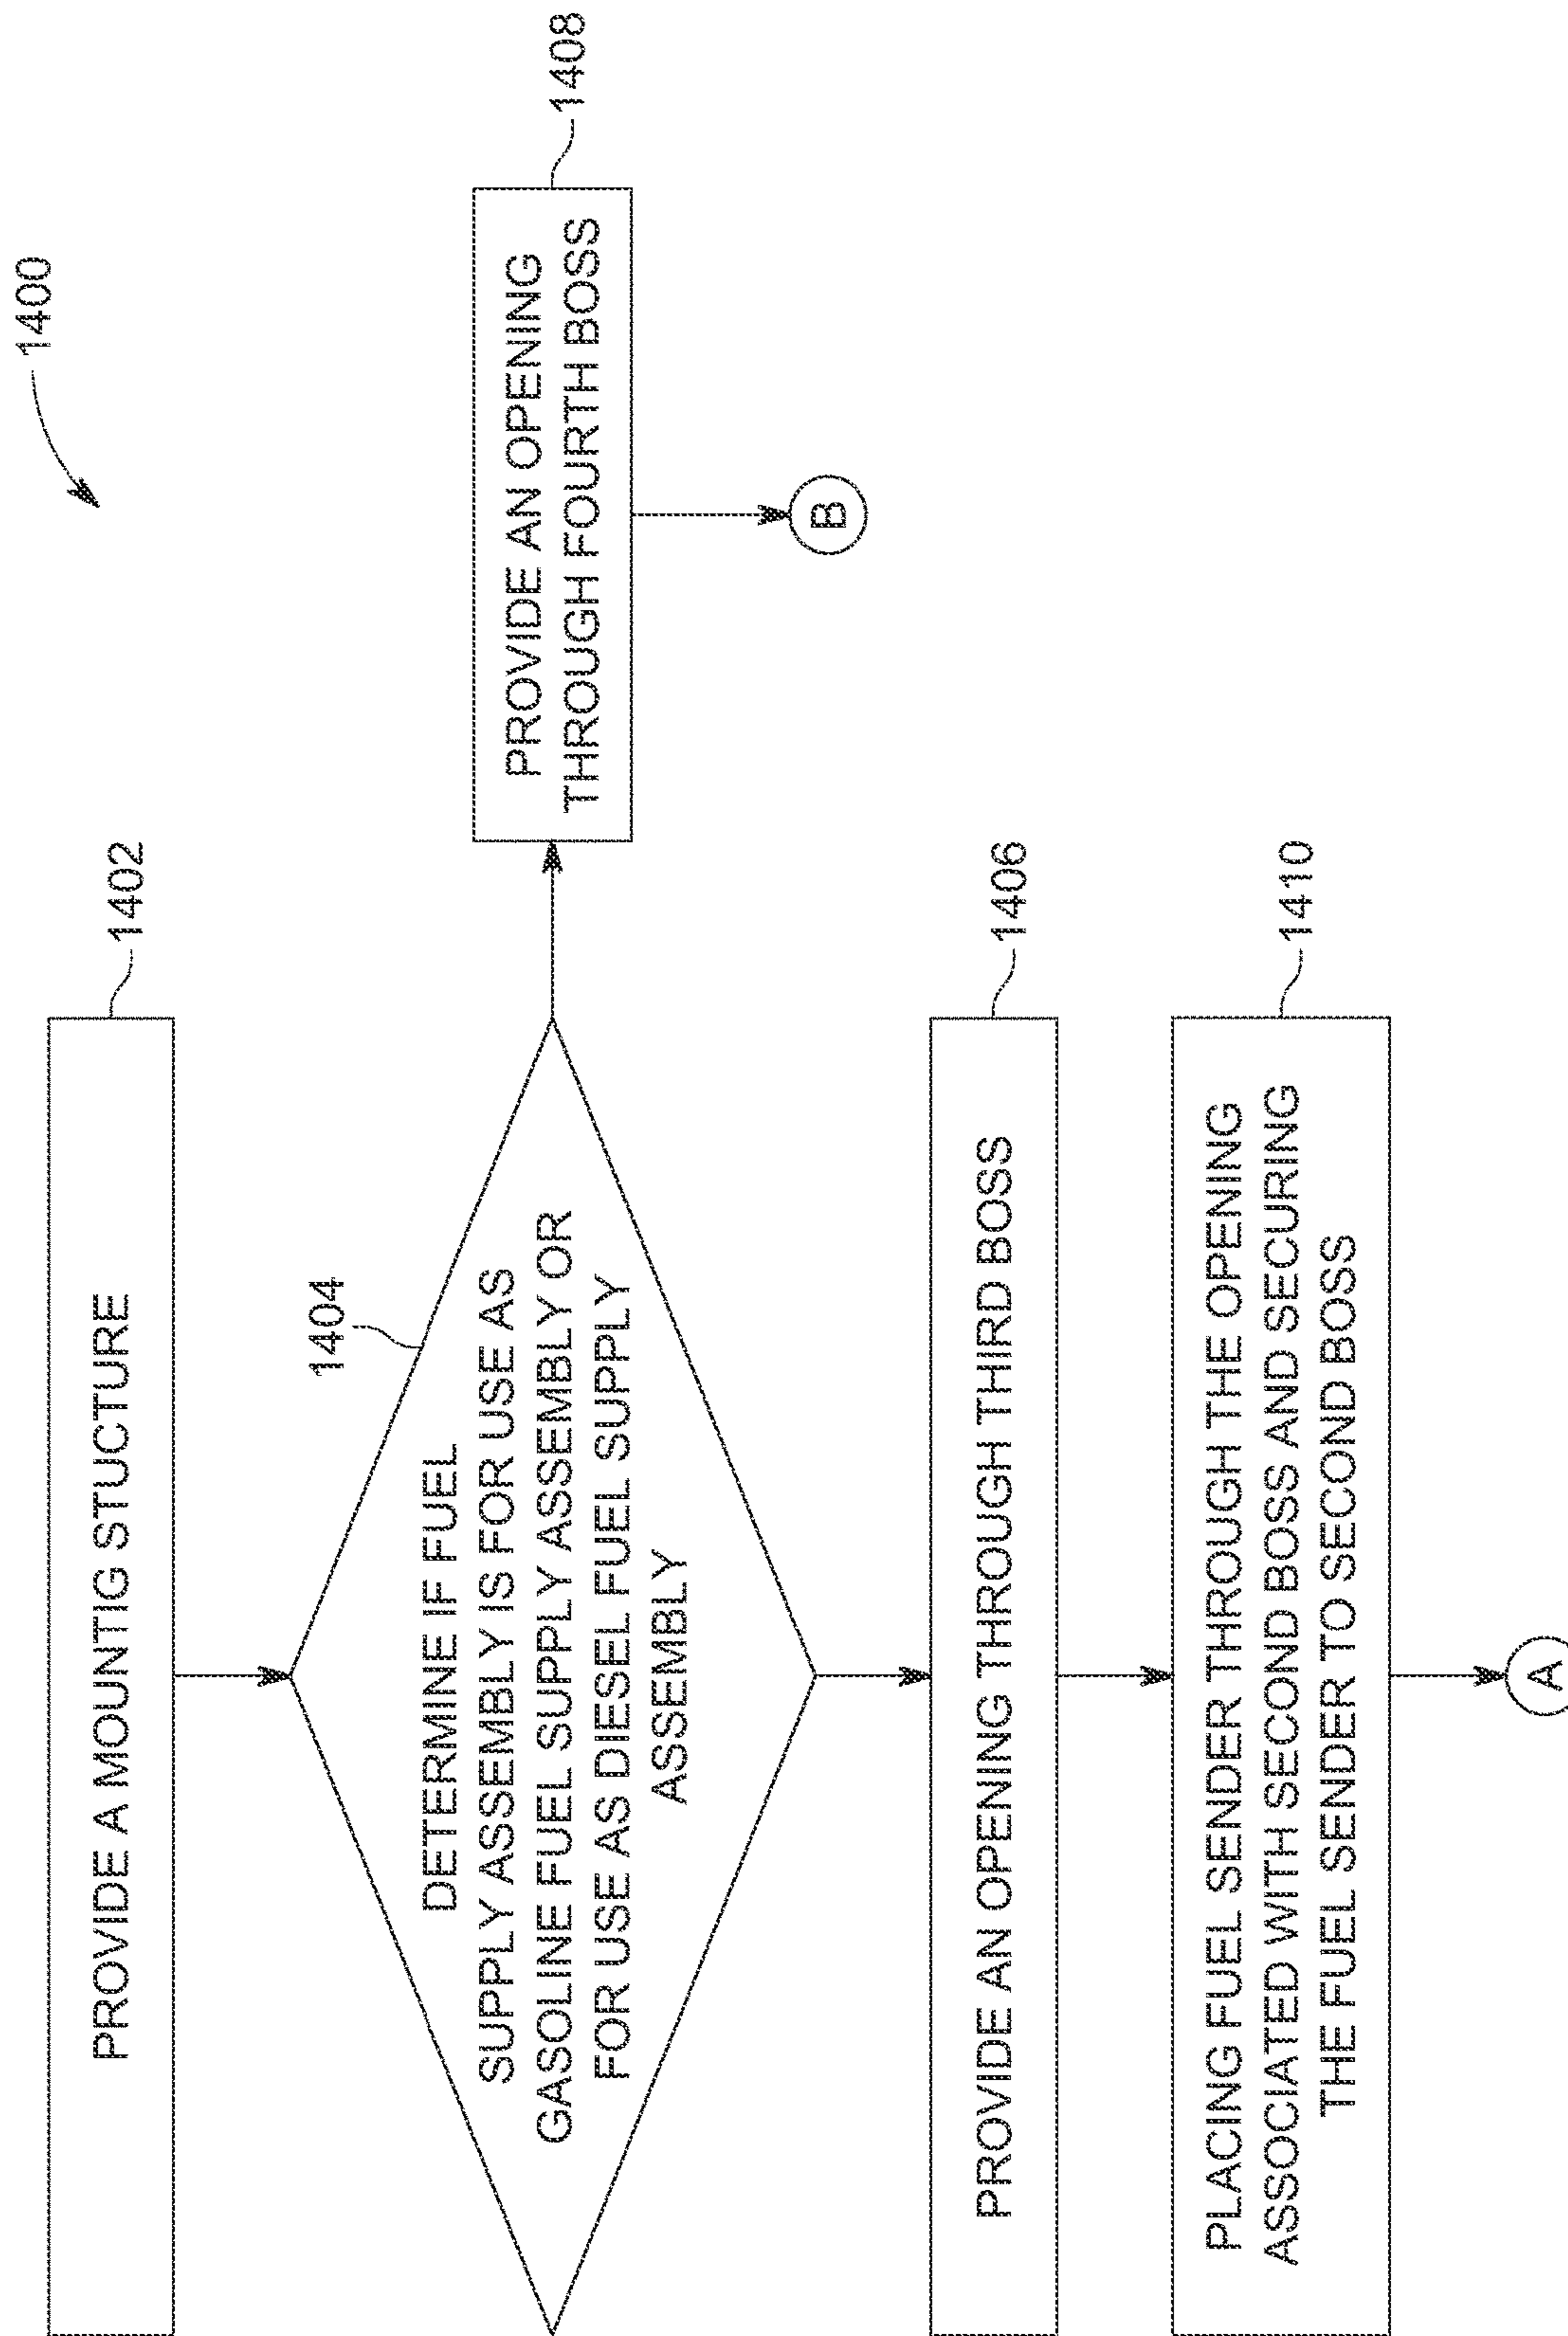 1400
PROVIDE A MOUNTIG STUCTURE
1402
1404
DETERMINE IF FUEL
SUPPLY ASSEMBLY IS FOR USE AS
GASOLINE FUEL SUPPLY ASSEMBLY OR
FOR USE AS DIESEL FUEL SUPPLY
ASSEMBLY
PROVIDE AN OPENING
THROUGH FOURTH BOSS
1408
B
PROVIDE AN OPENING THROUGH THIRD BOSS
1406
PLACING FUEL SENDER THROUGH THE OPENING
ASSOCIATED WITH SECOND BOSS AND SECURING
THE FUEL SENDER TO SECOND BOSS
1410
A